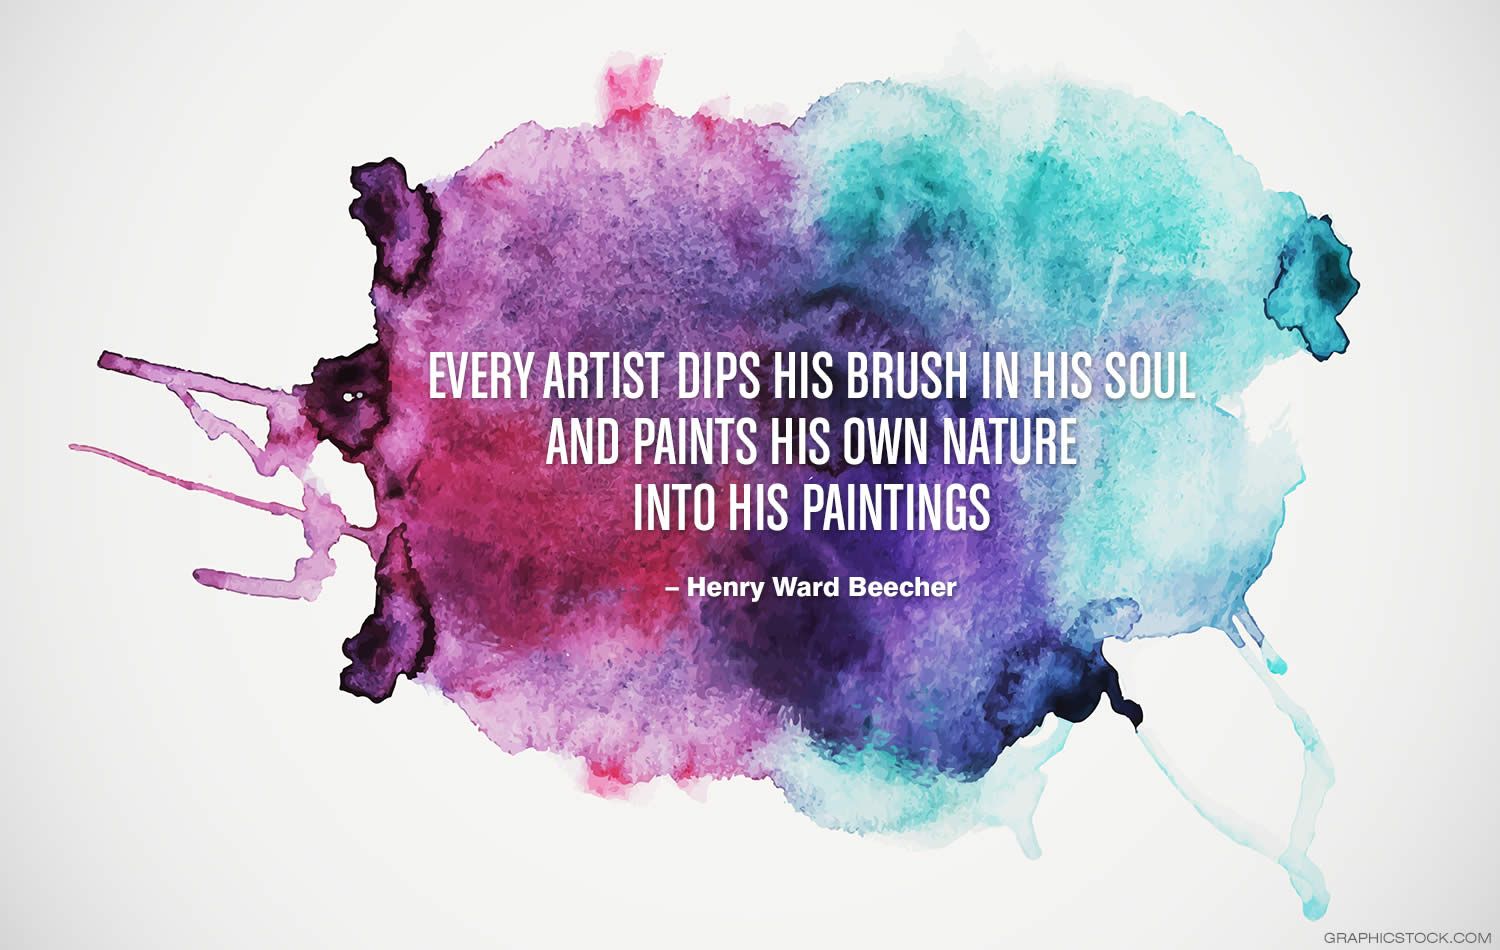 EVERY ARTIST DIPS HIS BRUSH IN HIS SOUL
AND PAINTS HIS OWN NATURE
INTO HIS PAINTINGS
– Henry Ward Beecher
GRAPHICSTOCK.COM